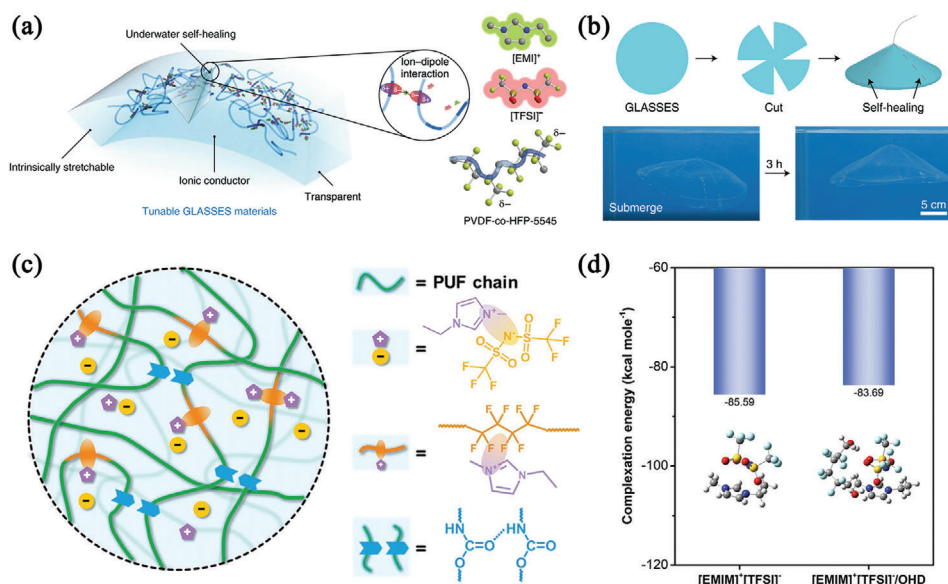 (a)
Underwater self-healing
Ion–dipole
interaction
[EMI]⁺
[TFSI]⁻
δ−
δ−
PVDF-co-HFP-5545
Intrinsically stretchable
Ionic conductor
Transparent
Tunable GLASSES materials
(b)
GLASSES
Cut
Self-healing
3 h
Submerge
5 cm
(c)
= PUF chain
+
−
=
N⁺
N
O
O
S
N⁻
S
O
O
F
F
F
F
F
F
=
F F F F
F F F F
N⁺
N
=
HN O HN O
O O
(d)
Complexation energy (kcal mole⁻¹)
-60
-80
-100
-120
-85.59
-83.69
[EMIM]⁺[TFSI]⁻
[EMIM]⁺[TFSI]⁻/OHD